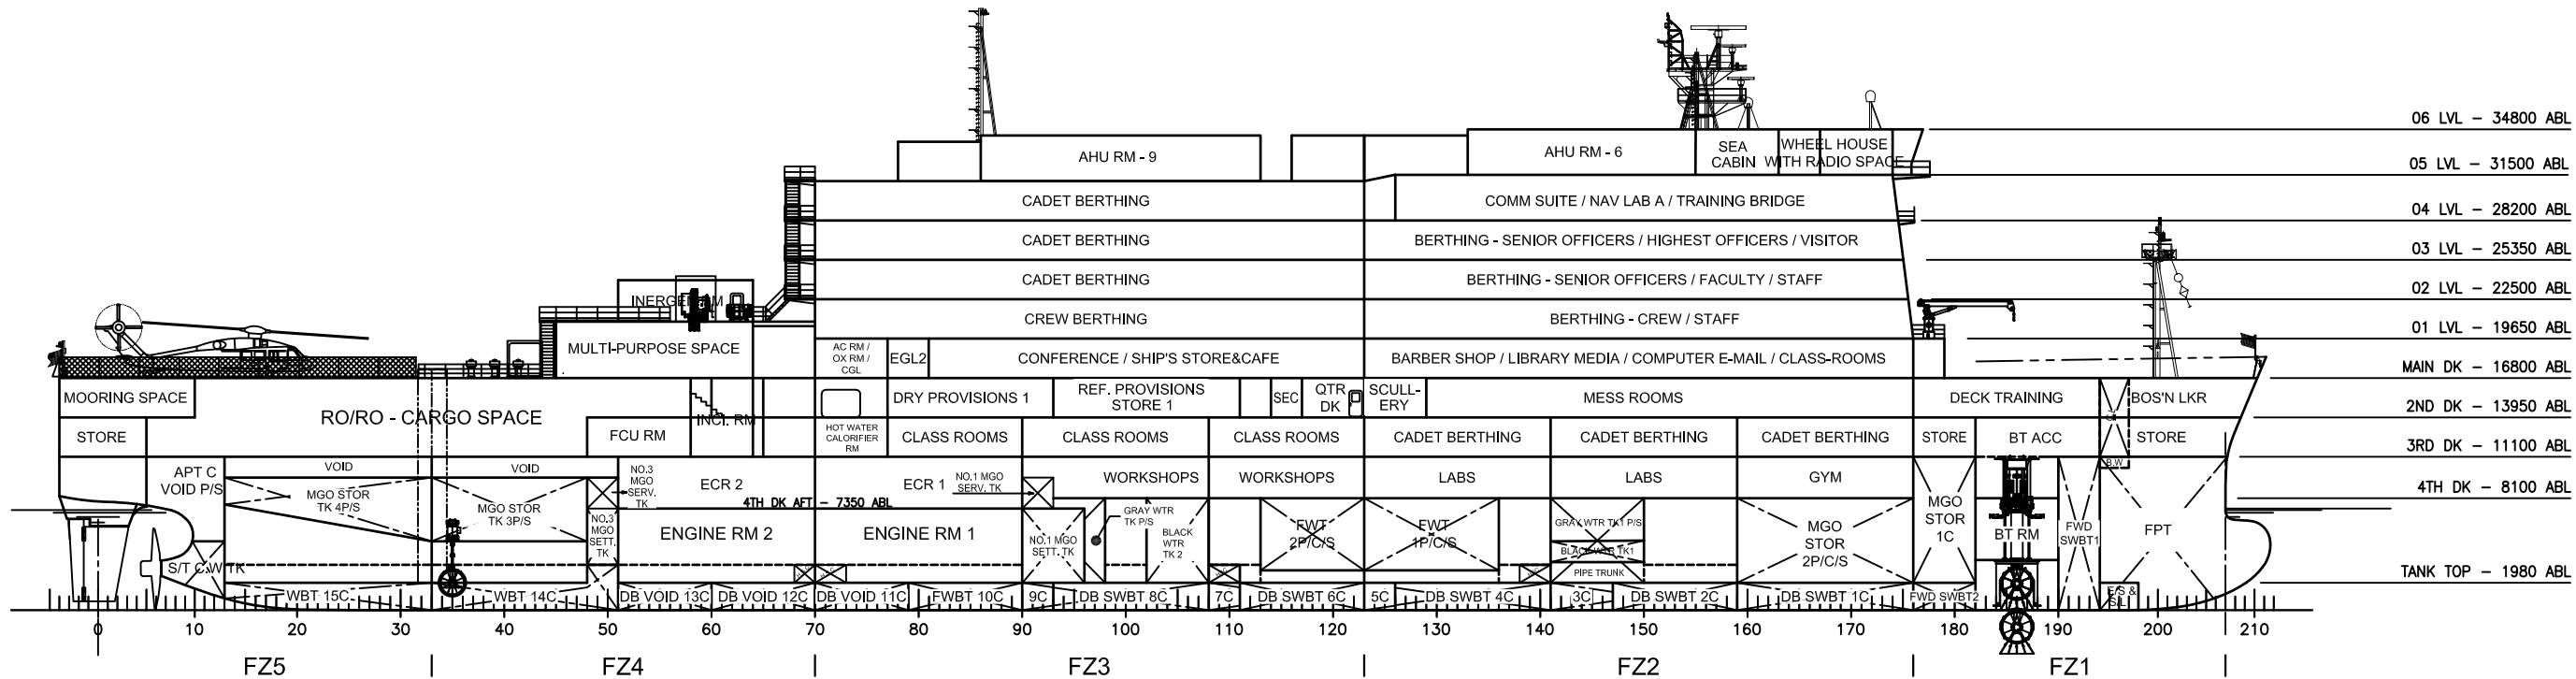 06 LVL – 34800 ABL
AHU RM - 9
AHU RM - 6
SEA
CABIN
WHEEL HOUSE
WITH RADIO SPACE
05 LVL – 31500 ABL
CADET BERTHING
COMM SUITE / NAV LAB A / TRAINING BRIDGE
04 LVL – 28200 ABL
CADET BERTHING
BERTHING - SENIOR OFFICERS / HIGHEST OFFICERS / VISITOR
03 LVL – 25350 ABL
CADET BERTHING
BERTHING - SENIOR OFFICERS / FACULTY / STAFF
02 LVL – 22500 ABL
CREW BERTHING
BERTHING - CREW / STAFF
01 LVL – 19650 ABL
MULTI-PURPOSE SPACE
AC RM /
OX RM /
CGL
EGL2
CONFERENCE / SHIP'S STORE&CAFE
BARBER SHOP / LIBRARY MEDIA / COMPUTER E-MAIL / CLASS-ROOMS
MAIN DK – 16800 ABL
MOORING SPACE
RO/RO - CARGO SPACE
INCI. RM
DRY PROVISIONS 1
REF. PROVISIONS
STORE 1
SEC
QTR
DK
SCULL-
ERY
MESS ROOMS
DECK TRAINING
BOS'N LKR
2ND DK – 13950 ABL
STORE
FCU RM
HOT WATER
CALORIFIER
RM
CLASS ROOMS
CLASS ROOMS
CLASS ROOMS
CADET BERTHING
CADET BERTHING
CADET BERTHING
STORE
BT ACC
STORE
3RD DK – 11100 ABL
APT C
VOID P/S
VOID
VOID
MGO STOR
TK 4P/S
MGO STOR
TK 3P/S
NO.3
MGO
SERV.
TK
ECR 2
ECR 1
NO.1 MGO
SERV. TK
WORKSHOPS
WORKSHOPS
LABS
LABS
GYM
B.W
4TH DK AFT – 7350 ABL
4TH DK – 8100 ABL
NO.3
MGO
SETT.
TK
ENGINE RM 2
ENGINE RM 1
NO.1 MGO
SETT. TK
GRAY WTR
TK P/S
BLACK
WTR
TK 2
FWT
2P/C/S
FWT
1P/C/S
GRAY WTR TK1 P/S
BLACK WTR TK1
PIPE TRUNK
MGO
STOR
2P/C/S
MGO
STOR
1C
BT RM
FWD
SWBT1
FPT
S/T C.W TK
TANK TOP – 1980 ABL
WBT 15C
WBT 14C
DB VOID 13C
DB VOID 12C
DB VOID 11C
FWBT 10C
9C
DB SWBT 8C
7C
DB SWBT 6C
5C
DB SWBT 4C
3C
DB SWBT 2C
DB SWBT 1C
FWD SWBT2
E/S &
S/L
0 10 20 30 40 50 60 70 80 90 100 110 120 130 140 150 160 170 180 190 200 210
FZ5 FZ4 FZ3 FZ2 FZ1